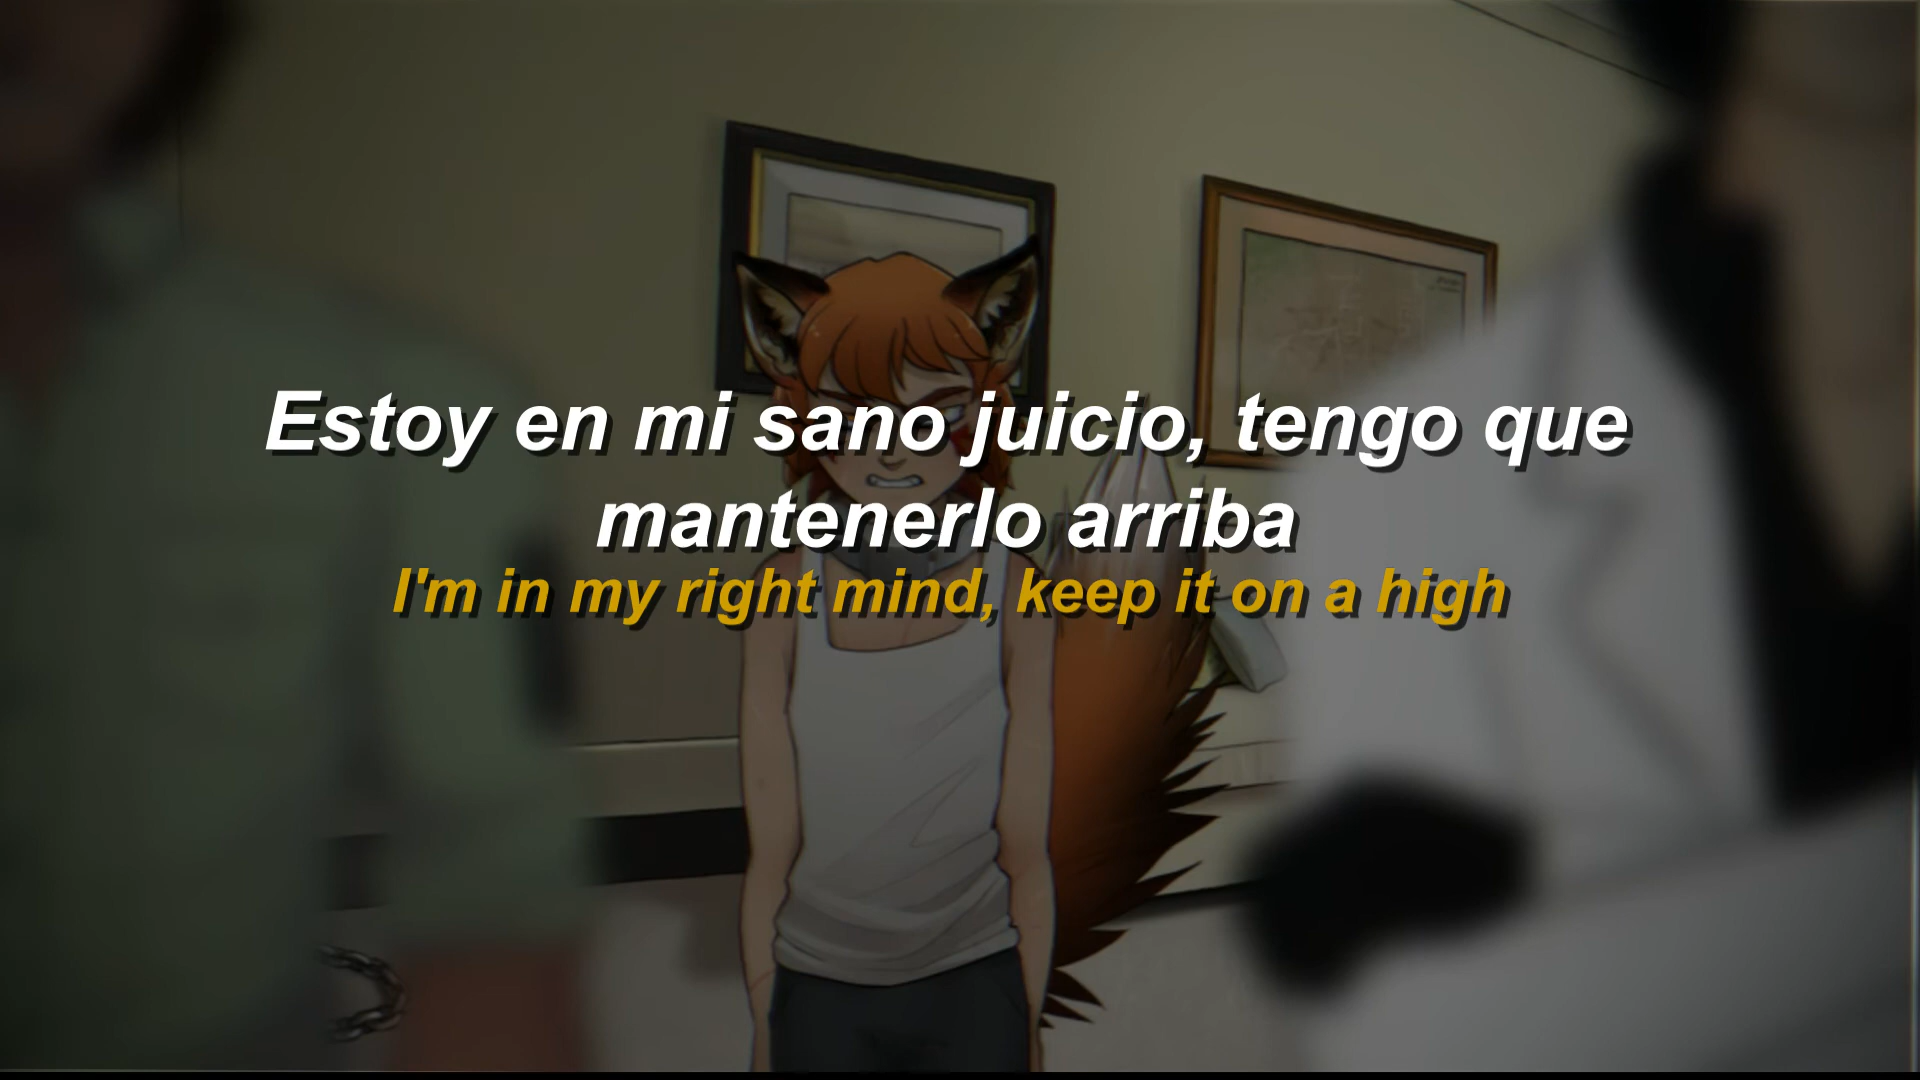 Estoy en mi sano juicio, tengo que
mantenerlo arriba
I'm in my right mind, keep it on a high